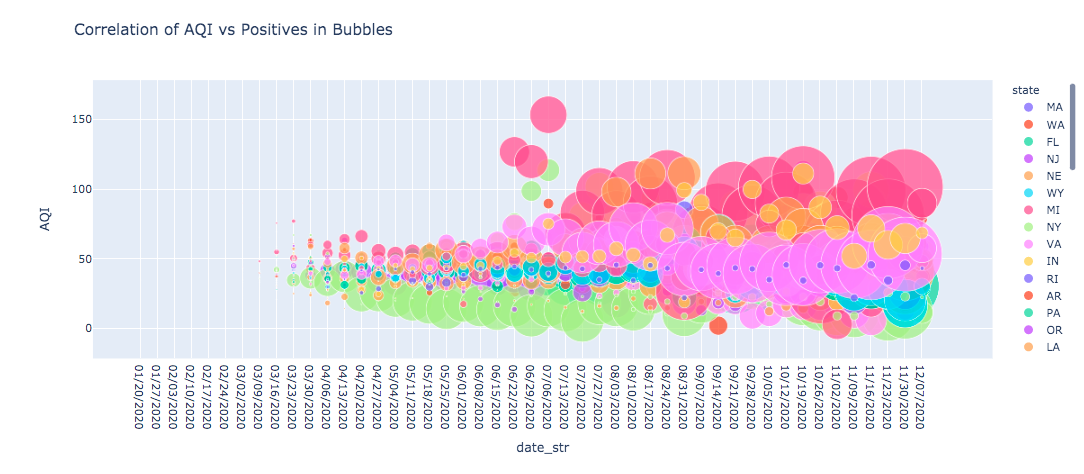 Correlation of AQI vs Positives in Bubbles
AQI
150
100
50
0
01/20/2020
01/27/2020
02/03/2020
02/10/2020
02/17/2020
02/24/2020
03/09/2020
03/16/2020
03/23/2020
03/30/2020
04/06/2020
04/13/2020
04/20/2020
04/27/2020
05/04/2020
05/11/2020
05/18/2020
05/25/2020
06/01/2020
06/08/2020
06/15/2020
06/22/2020
06/29/2020
07/06/2020
07/13/2020
07/20/2020
07/27/2020
08/03/2020
08/10/2020
08/17/2020
08/24/2020
08/31/2020
09/07/2020
09/14/2020
09/21/2020
09/28/2020
10/05/2020
10/12/2020
10/19/2020
10/26/2020
11/02/2020
11/09/2020
11/16/2020
11/23/2020
11/30/2020
12/07/2020
date_str
state
MA
WA
FL
NJ
NE
WY
MI
NY
VA
IN
RI
AR
PA
OR
LA